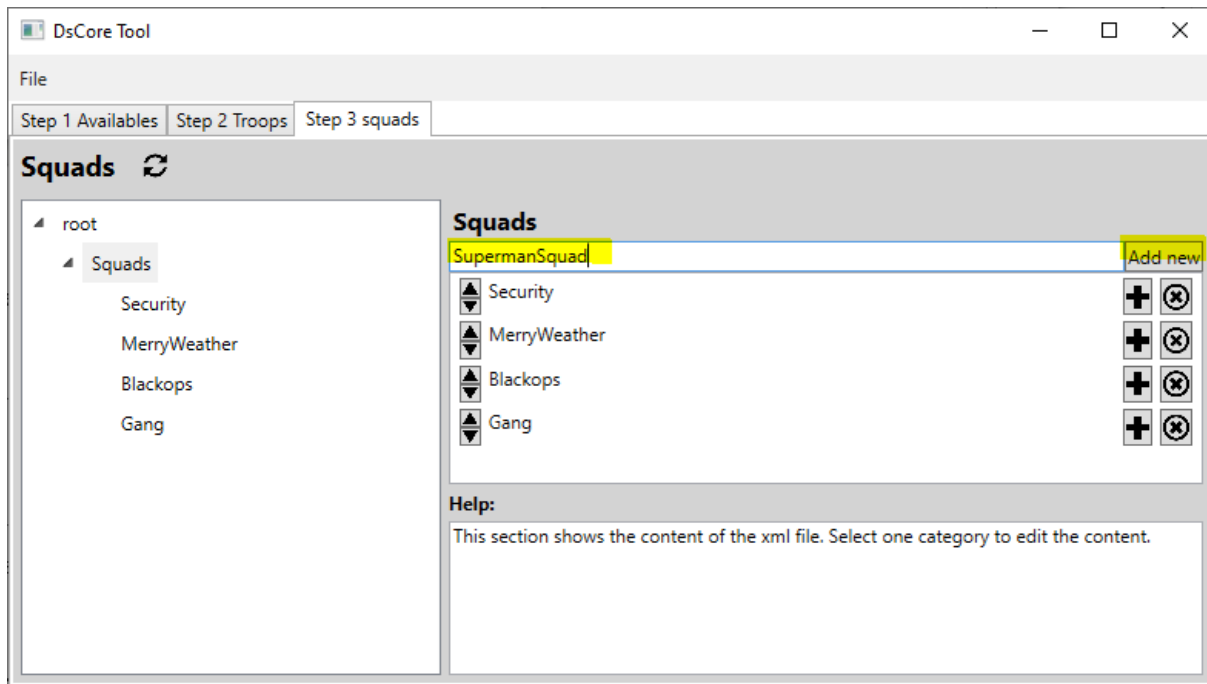 DsCore Tool
File
Step 1 Availables Step 2 Troops Step 3 squads
Squads
root
Squads
Security
MerryWeather
Blackops
Gang
Squads
SupermanSquad Add new
Security
MerryWeather
Blackops
Gang
Help:
This section shows the content of the xml file. Select one category to edit the content.